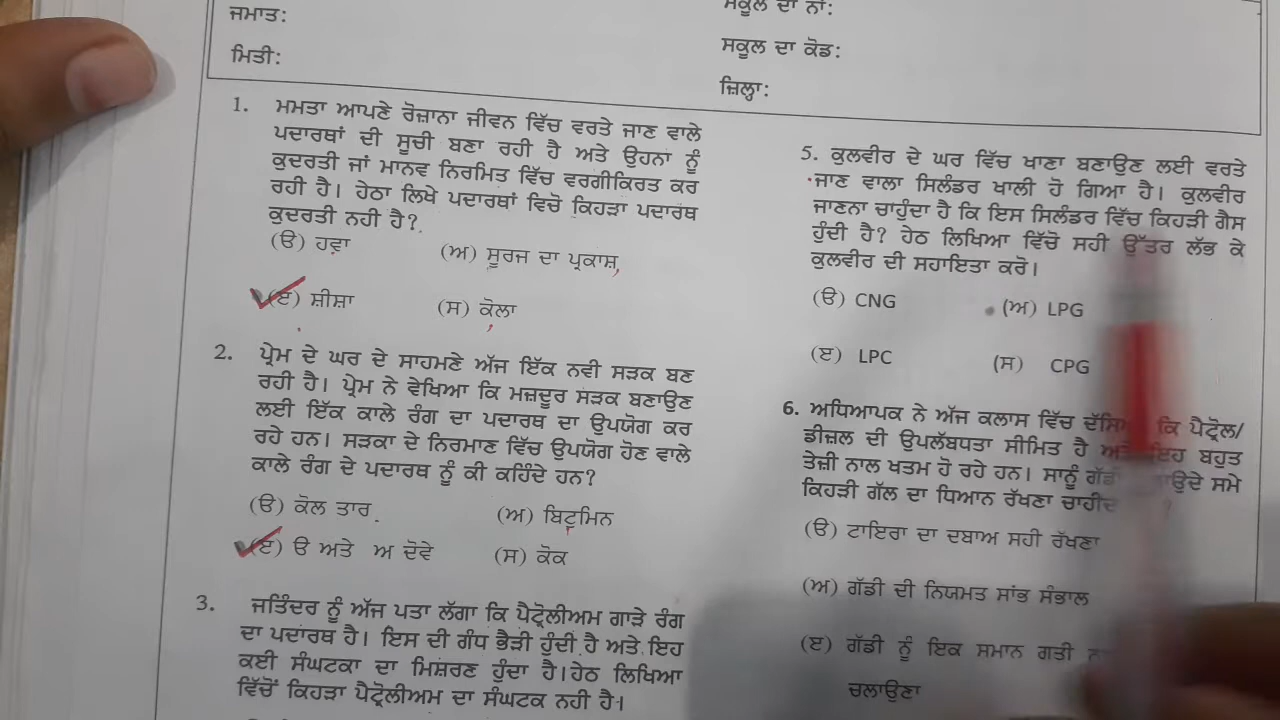 ਜਮਾਤ:
ਮਿਤੀ:
ਸਕੂਲ ਦਾ ਨਾਂ:
ਸਕੂਲ ਦਾ ਕੋਡ:
ਜ਼ਿਲ੍ਹਾ:
1. ਮਮਤਾ ਆਪਣੇ ਰੋਜ਼ਾਨਾ ਜੀਵਨ ਵਿੱਚ ਵਰਤੇ ਜਾਣ ਵਾਲੇ
ਪਦਾਰਥਾਂ ਦੀ ਸੂਚੀ ਬਣਾ ਰਹੀ ਹੈ ਅਤੇ ਉਹਨਾ ਨੂੰ
ਕੁਦਰਤੀ ਜਾਂ ਮਾਨਵ ਨਿਰਮਿਤ ਵਿੱਚ ਵਰਗੀਕਿਰਤ ਕਰ
ਰਹੀ ਹੈ। ਹੇਠਾ ਲਿਖੇ ਪਦਾਰਥਾਂ ਵਿਚੋ ਕਿਹੜਾ ਪਦਾਰਥ
ਕੁਦਰਤੀ ਨਹੀ ਹੈ?
(ੳ) ਹਵਾ (ਅ) ਸੂਰਜ ਦਾ ਪ੍ਰਕਾਸ਼
(ੲ) ਸ਼ੀਸ਼ਾ (ਸ) ਕੋਲਾ
2. ਪ੍ਰੇਮ ਦੇ ਘਰ ਦੇ ਸਾਹਮਣੇ ਅੱਜ ਇੱਕ ਨਵੀ ਸੜਕ ਬਣ
ਰਹੀ ਹੈ। ਪ੍ਰੇਮ ਨੇ ਵੇਖਿਆ ਕਿ ਮਜ਼ਦੂਰ ਸੜਕ ਬਣਾਉਣ
ਲਈ ਇੱਕ ਕਾਲੇ ਰੰਗ ਦਾ ਪਦਾਰਥ ਦਾ ਉਪਯੋਗ ਕਰ
ਰਹੇ ਹਨ। ਸੜਕਾ ਦੇ ਨਿਰਮਾਣ ਵਿੱਚ ਉਪਯੋਗ ਹੋਣ ਵਾਲੇ
ਕਾਲੇ ਰੰਗ ਦੇ ਪਦਾਰਥ ਨੂੰ ਕੀ ਕਹਿੰਦੇ ਹਨ?
(ੳ) ਕੋਲ ਤਾਰ (ਅ) ਬਿਟੂਮਿਨ
(ੲ) ੳ ਅਤੇ ਅ ਦੋਵੇ (ਸ) ਕੋਕ
3. ਜਤਿੰਦਰ ਨੂੰ ਅੱਜ ਪਤਾ ਲੱਗਾ ਕਿ ਪੈਟ੍ਰੋਲੀਅਮ ਗਾੜੇ ਰੰਗ
ਦਾ ਪਦਾਰਥ ਹੈ। ਇਸ ਦੀ ਗੰਧ ਭੈੜੀ ਹੁੰਦੀ ਹੈ ਅਤੇ ਇਹ
ਕਈ ਸੰਘਟਕਾ ਦਾ ਮਿਸ਼ਰਣ ਹੁੰਦਾ ਹੈ।ਹੇਠ ਲਿਖਿਆ
ਵਿੱਚੋਂ ਕਿਹੜਾ ਪੈਟ੍ਰੋਲੀਅਮ ਦਾ ਸੰਘਟਕ ਨਹੀ ਹੈ।
5. ਕੁਲਵੀਰ ਦੇ ਘਰ ਵਿੱਚ ਖਾਣਾ ਬਣਾਉਣ ਲਈ ਵਰਤੇ
ਜਾਣ ਵਾਲਾ ਸਿਲੰਡਰ ਖਾਲੀ ਹੋ ਗਿਆ ਹੈ। ਕੁਲਵੀਰ
ਜਾਣਨਾ ਚਾਹੁੰਦਾ ਹੈ ਕਿ ਇਸ ਸਿਲੰਡਰ ਵਿੱਚ ਕਿਹੜੀ ਗੈਸ
ਹੁੰਦੀ ਹੈ? ਹੇਠ ਲਿਖਿਆ ਵਿੱਚੋ ਸਹੀ ਉੱਤਰ ਲੱਭ ਕੇ
ਕੁਲਵੀਰ ਦੀ ਸਹਾਇਤਾ ਕਰੋ।
(ੳ) CNG (ਅ) LPG
(ੲ) LPC (ਸ) CPG
6. ਅਧਿਆਪਕ ਨੇ ਅੱਜ ਕਲਾਸ ਵਿੱਚ ਕਿ ਪੈਟ੍ਰੋਲ/
ਡੀਜ਼ਲ ਦੀ ਉਪਲੱਬਧਤਾ ਸੀਮਿਤ ਹੈ ਇਹ ਬਹੁਤ
ਤੇਜ਼ੀ ਨਾਲ ਖਤਮ ਹੋ ਰਹੇ ਹਨ। ਸਾਨੂੰ ਸਮੇ
ਕਿਹੜੀ ਗੱਲ ਦਾ ਧਿਆਨ ਰੱਖਣਾ
(ੳ) ਟਾਇਰਾ ਦਾ ਦਬਾਅ ਸਹੀ ਰੱਖਣਾ
(ਅ) ਗੱਡੀ ਦੀ ਨਿਯਮਤ ਸਾਂਭ ਸੰਭਾਲ
(ੲ) ਗੱਡੀ ਨੂੰ ਇਕ ਸਮਾਨ ਗਤੀ
ਚਲਾਉਣਾ